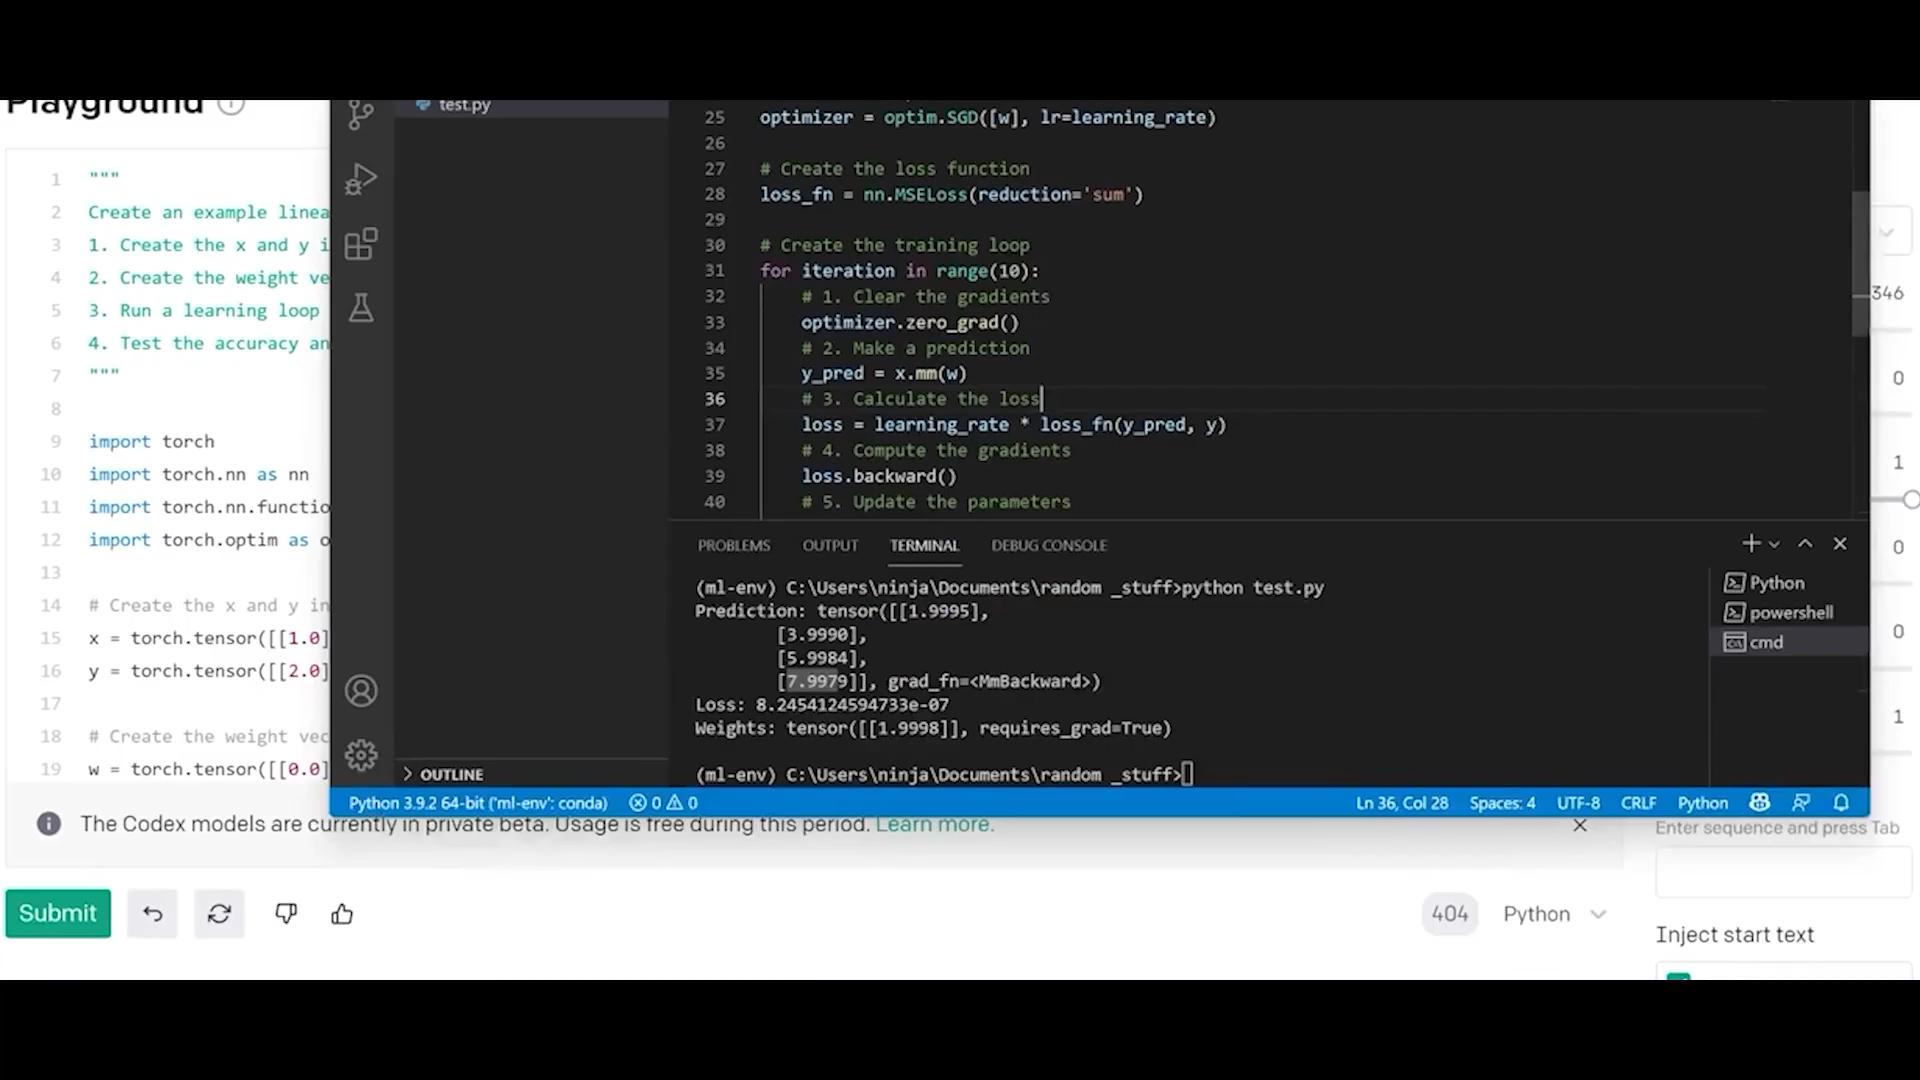 Playground
1 """
2 Create an example linea
3 1. Create the x and y i
4 2. Create the weight ve
5 3. Run a learning loop
6 4. Test the accuracy an
7 """
8
9 import torch
10 import torch.nn as nn
11 import torch.nn.functio
12 import torch.optim as o
13
14 # Create the x and y in
15 x = torch.tensor([[1.0]
16 y = torch.tensor([[2.0]
17
18 # Create the weight vec
19 w = torch.tensor([[0.0]
test.py
OUTLINE
25 optimizer = optim.SGD([w], lr=learning_rate)
26
27 # Create the loss function
28 loss_fn = nn.MSELoss(reduction='sum')
29
30 # Create the training loop
31 for iteration in range(10):
32 # 1. Clear the gradients
33 optimizer.zero_grad()
34 # 2. Make a prediction
35 y_pred = x.mm(w)
36 # 3. Calculate the loss
37 loss = learning_rate * loss_fn(y_pred, y)
38 # 4. Compute the gradients
39 loss.backward()
40 # 5. Update the parameters
PROBLEMS OUTPUT TERMINAL DEBUG CONSOLE
(ml-env) C:\Users\ninja\Documents\random _stuff>python test.py
Prediction: tensor([[1.9995],
[3.9990],
[5.9984],
[7.9979]], grad_fn=<MmBackward>)
Loss: 8.2454124594733e-07
Weights: tensor([[1.9998]], requires_grad=True)
(ml-env) C:\Users\ninja\Documents\random _stuff>
Python
powershell
cmd
Python 3.9.2 64-bit ('ml-env': conda) 0 0 Ln 36, Col 28 Spaces: 4 UTF-8 CRLF Python
346
0
1
0
0
1
The Codex models are currently in private beta. Usage is free during this period. Learn more.
Enter sequence and press Tab
Submit 404 Python
Inject start text